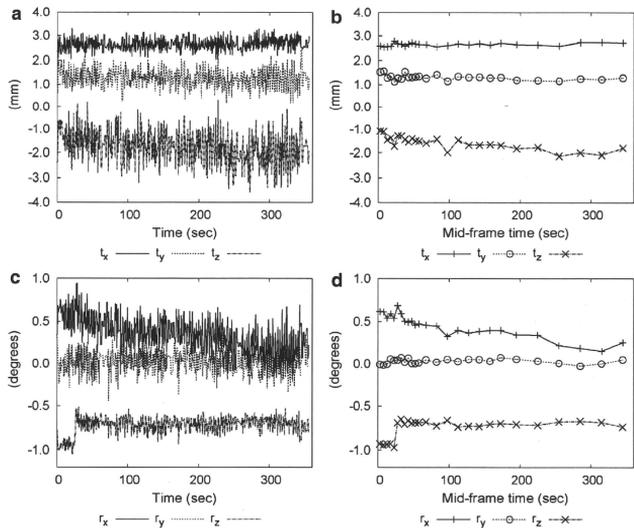 a
4.0
3.0
2.0
1.0
0.0
-1.0
-2.0
-3.0
-4.0
(mm)
0 100 200 300
Time (sec)
tx ty tz
b
4.0
3.0
2.0
1.0
0.0
-1.0
-2.0
-3.0
-4.0
(mm)
0 100 200 300
Mid-frame time (sec)
tx ty tz
c
1.0
0.5
0.0
-0.5
-1.0
(degrees)
0 100 200 300
Time (sec)
rx ry rz
d
1.0
0.5
0.0
-0.5
-1.0
(degrees)
0 100 200 300
Mid-frame time (sec)
rx ry rz